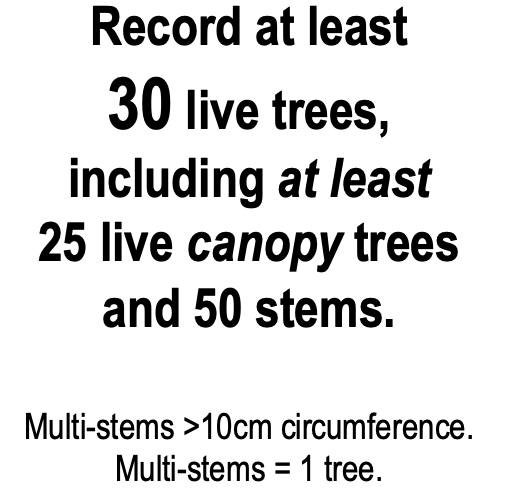 Record at least
30 live trees,
including at least
25 live canopy trees
and 50 stems.
Multi-stems >10cm circumference.
Multi-stems = 1 tree.